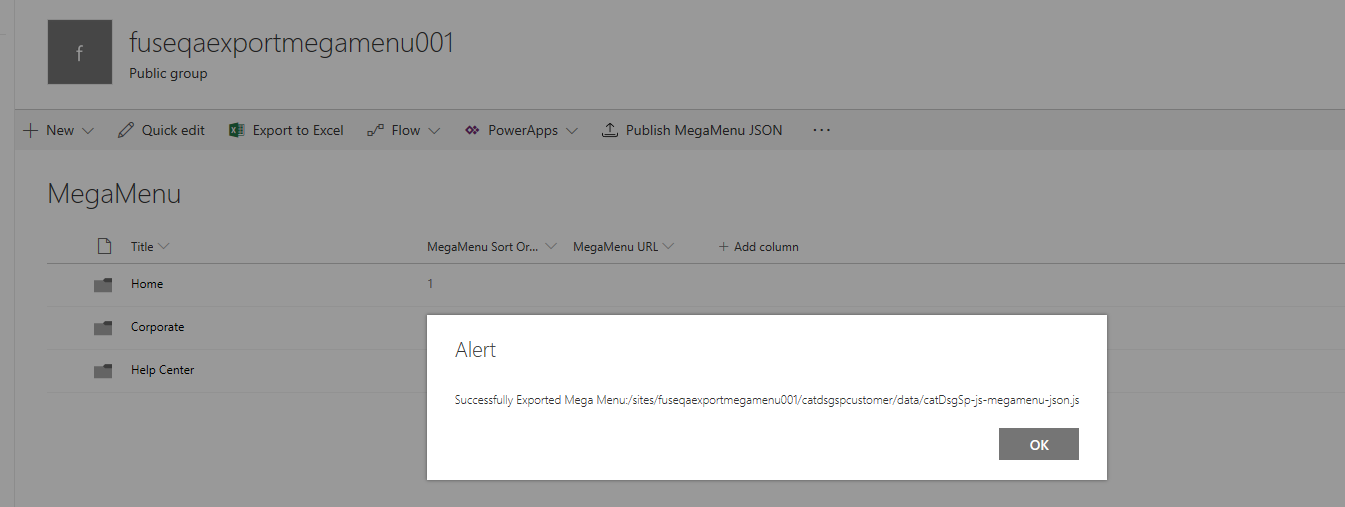 f
fuseqaexportmegamenu001
Public group
New Quick edit Export to Excel Flow PowerApps Publish MegaMenu JSON ...
MegaMenu
Title MegaMenu Sort Or... MegaMenu URL + Add column
Home 1
Corporate
Help Center
Alert
Successfully Exported Mega Menu:/sites/fuseqaexportmegamenu001/catdsgspcustomer/data/catDsgSp-js-megamenu-json.js
OK